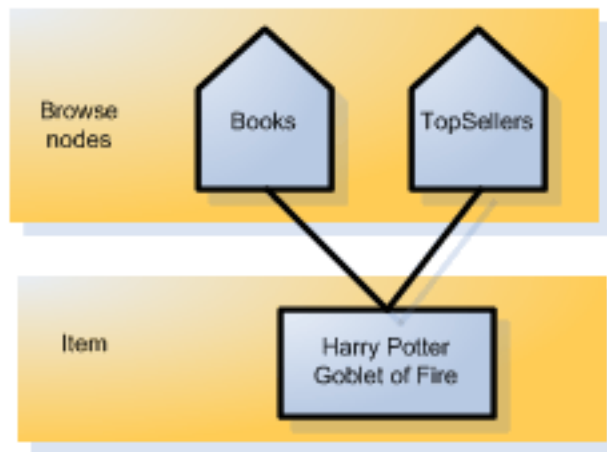 Browse
nodes
Books
TopSellers
Item
Harry Potter
Goblet of Fire